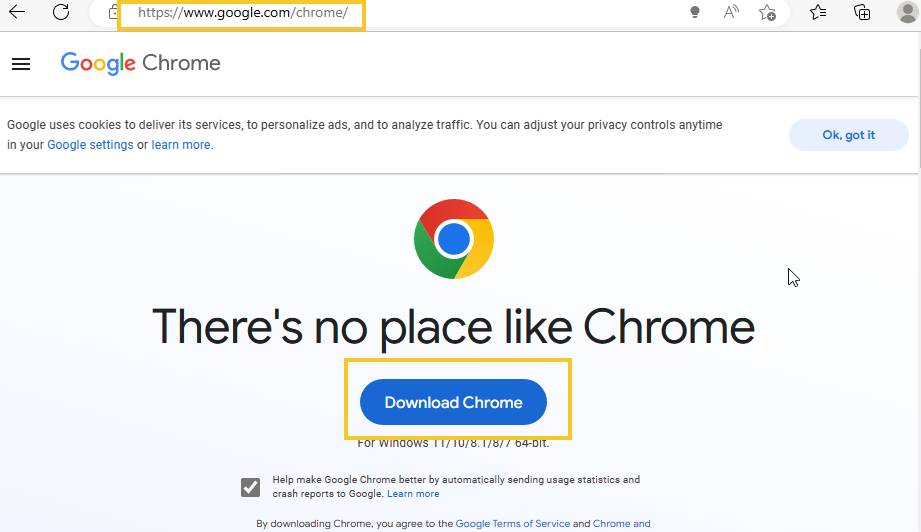 https://www.google.com/chrome/
Google Chrome
Google uses cookies to deliver its services, to personalize ads, and to analyze traffic. You can adjust your privacy controls anytime
in your Google settings or learn more.
Ok, got it
There's no place like Chrome
Download Chrome
For Windows 11/10/8.1/8/7 64-bit.
Help make Google Chrome better by automatically sending usage statistics and
crash reports to Google. Learn more
By downloading Chrome, you agree to the Google Terms of Service and Chrome and